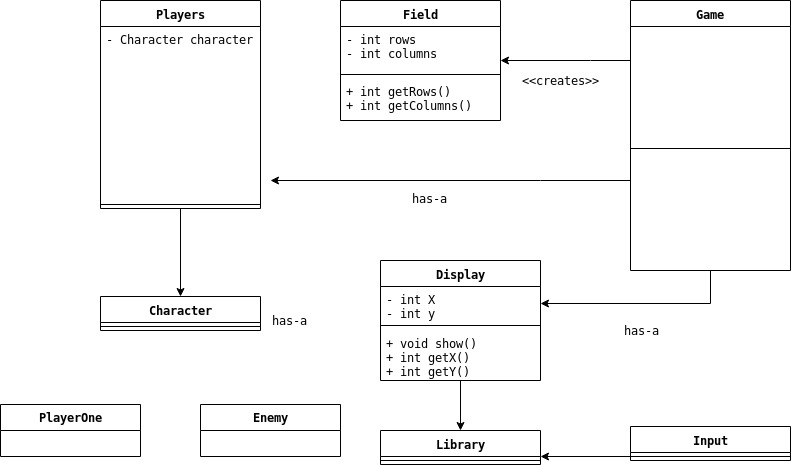 Players
- Character character
Field
- int rows
- int columns
+ int getRows()
+ int getColumns()
Game
<<creates>>
has-a
Display
- int X
- int y
+ void show()
+ int getX()
+ int getY()
has-a
Character
has-a
PlayerOne
Enemy
Library
Input